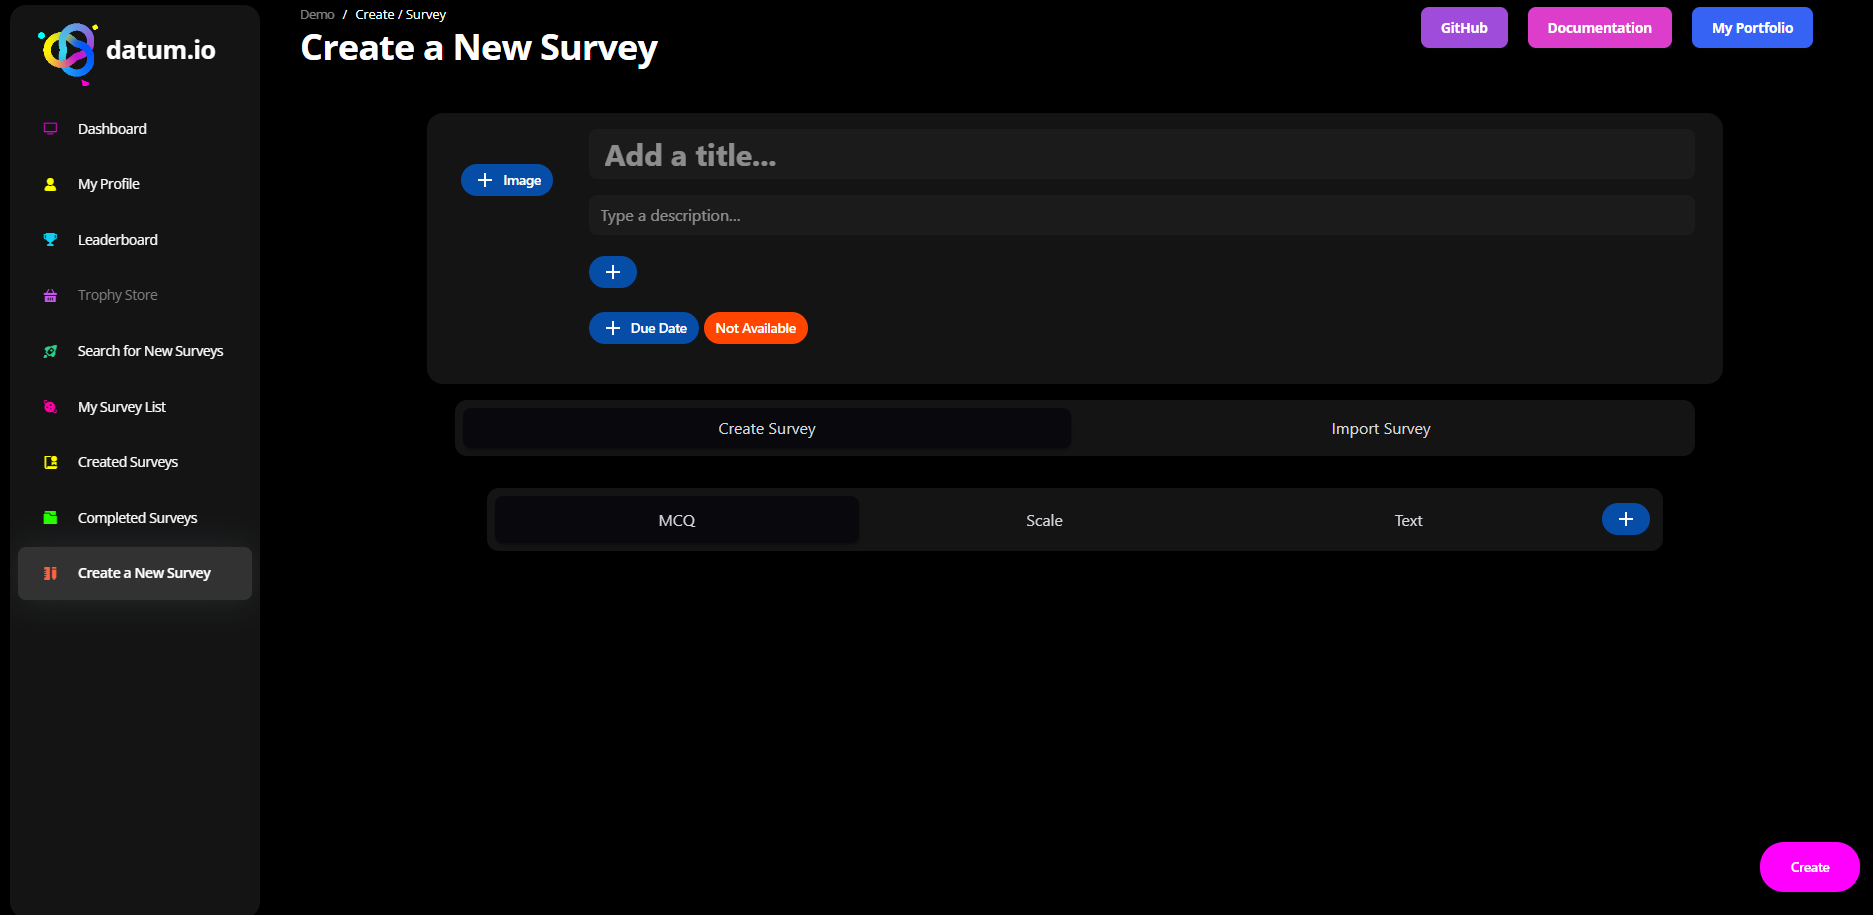 datum.io
Dashboard
My Profile
Leaderboard
Trophy Store
Search for New Surveys
My Survey List
Created Surveys
Completed Surveys
Create a New Survey
Demo / Create / Survey
Create a New Survey
GitHub
Documentation
My Portfolio
Image
Add a title...
Type a description...
Due Date
Not Available
Create Survey
Import Survey
MCQ
Scale
Text
Create